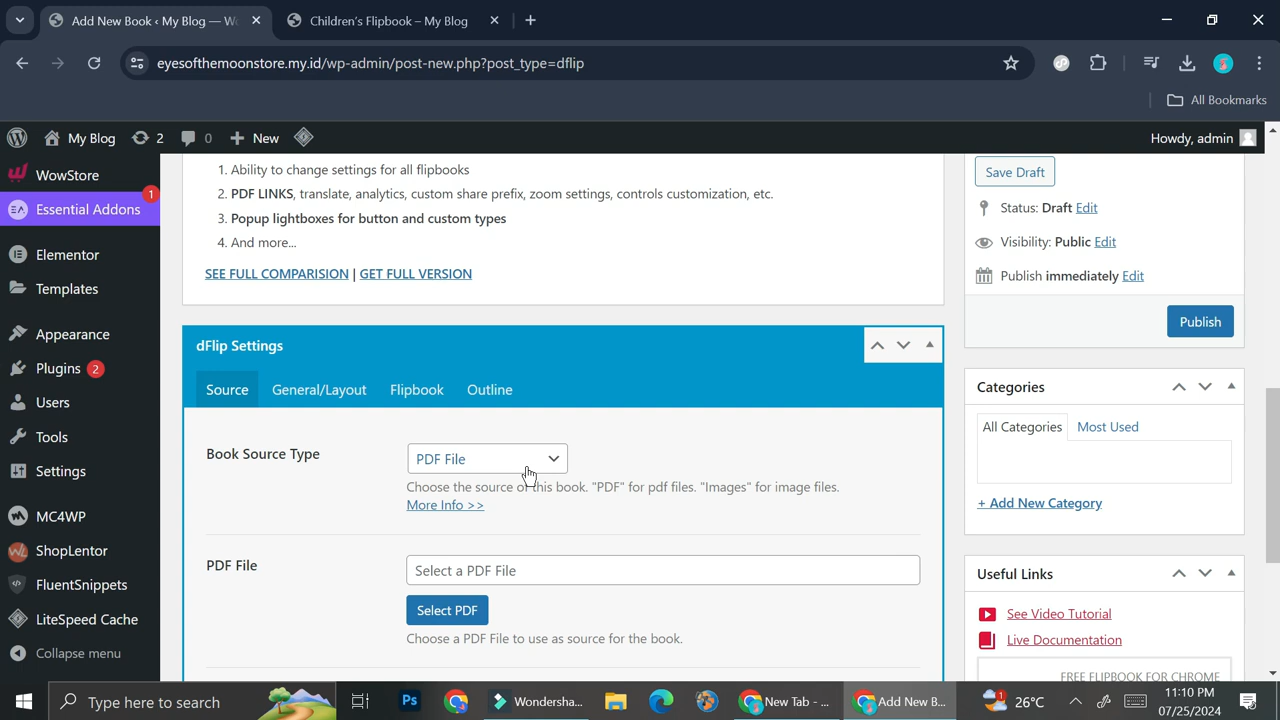 Add New Book ‹ My Blog — Wo
Children's Flipbook – My Blog
eyesofthemoonstore.my.id/wp-admin/post-new.php?post_type=dflip
All Bookmarks
My Blog
2
0
New
Howdy, admin
WowStore
Essential Addons
1
Elementor
Templates
Appearance
Plugins 2
Users
Tools
Settings
MC4WP
ShopLentor
FluentSnippets
LiteSpeed Cache
Collapse menu
1. Ability to change settings for all flipbooks
2. PDF LINKS, translate, analytics, custom share prefix, zoom settings, controls customization, etc.
3. Popup lightboxes for button and custom types
4. And more...
SEE FULL COMPARISION | GET FULL VERSION
dFlip Settings
Source General/Layout Flipbook Outline
Book Source Type
PDF File
Choose the source of this book. "PDF" for pdf files. "Images" for image files.
More Info >>
PDF File
Select a PDF File
Select PDF
Choose a PDF File to use as source for the book.
Save Draft
Status: Draft Edit
Visibility: Public Edit
Publish immediately Edit
Publish
Categories
All Categories Most Used
+ Add New Category
Useful Links
See Video Tutorial
Live Documentation
FREE FLIPBOOK FOR CHROME
Type here to search
Ps
Wondersha...
New Tab - ...
Add New B...
1
26°C
11:10 PM
07/25/2024